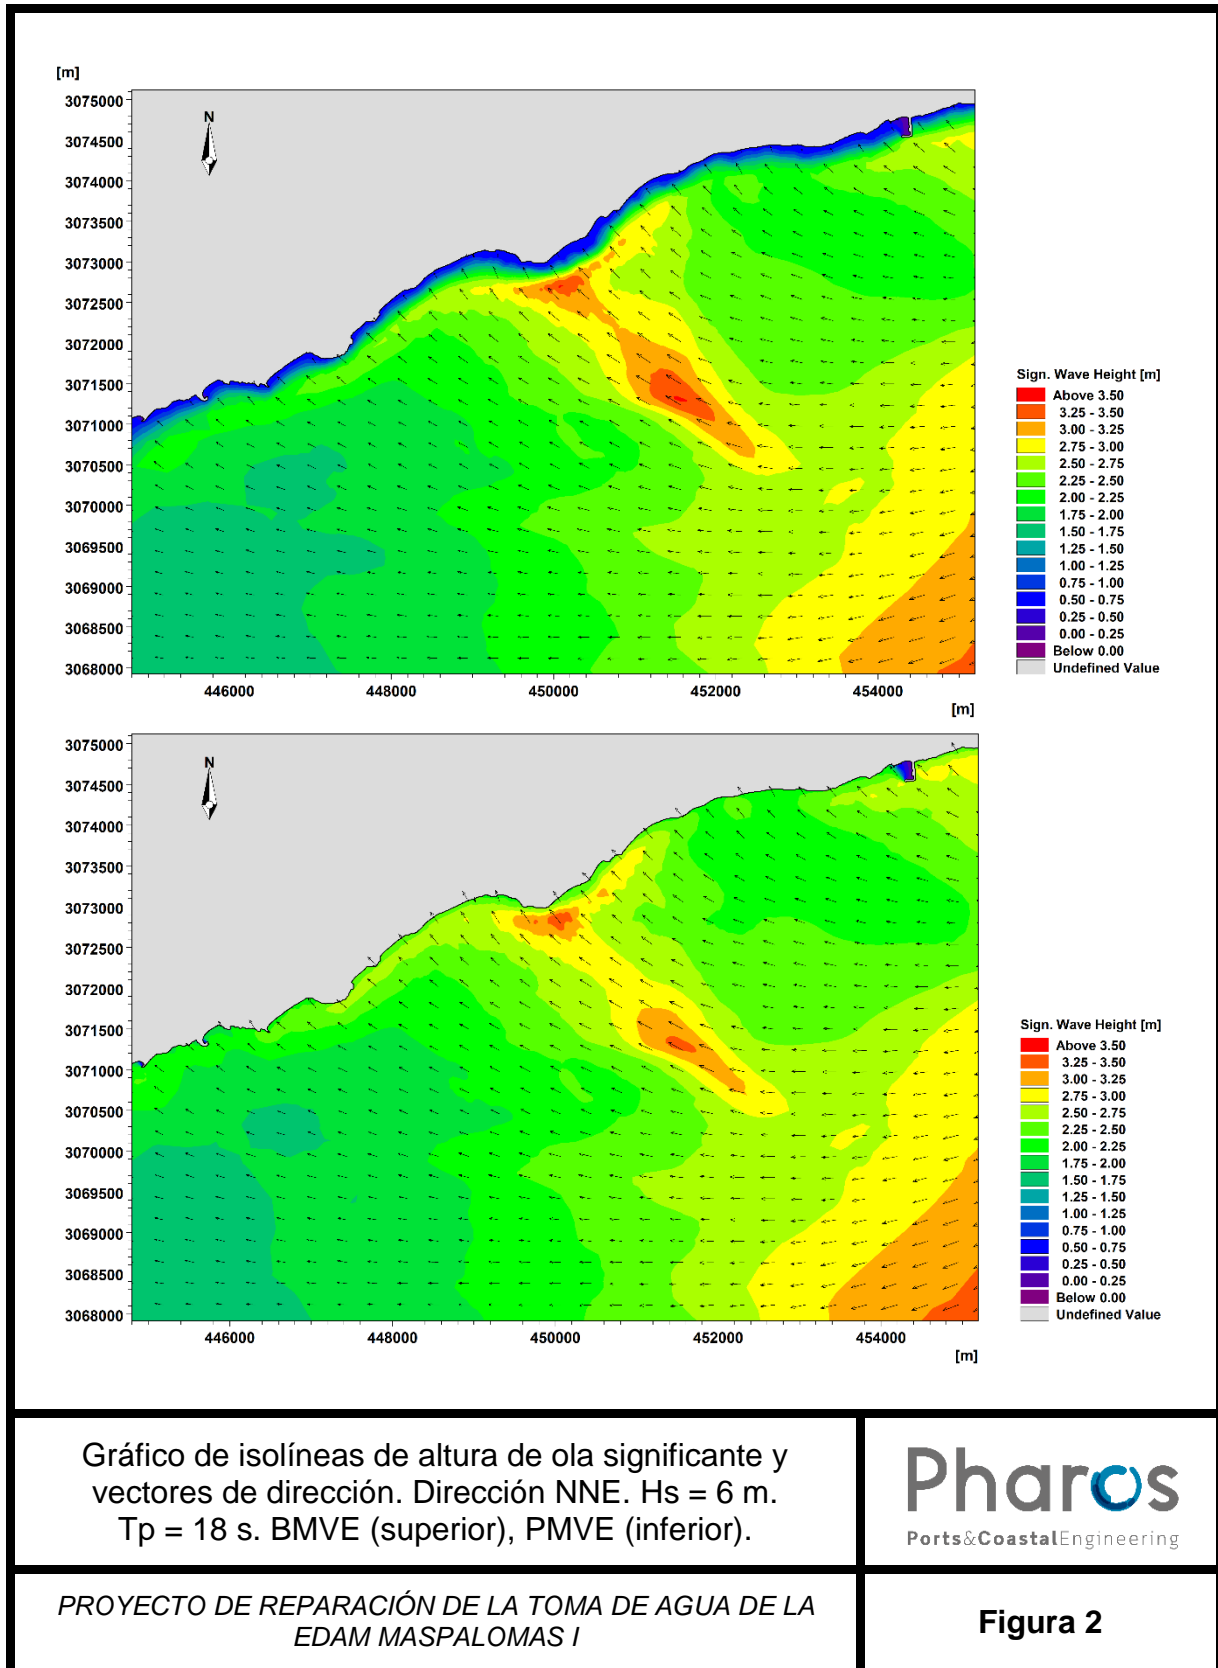 [m]
3075000
3074500
3074000
3073500
3073000
3072500
3072000
3071500
3071000
3070500
3070000
3069500
3069000
3068500
3068000
N
446000
448000
450000
452000
454000
[m]
Sign. Wave Height [m]
Above 3.50
3.25 - 3.50
3.00 - 3.25
2.75 - 3.00
2.50 - 2.75
2.25 - 2.50
2.00 - 2.25
1.75 - 2.00
1.50 - 1.75
1.25 - 1.50
1.00 - 1.25
0.75 - 1.00
0.50 - 0.75
0.25 - 0.50
0.00 - 0.25
Below 0.00
Undefined Value
3075000
3074500
3074000
3073500
3073000
3072500
3072000
3071500
3071000
3070500
3070000
3069500
3069000
3068500
3068000
N
446000
448000
450000
452000
454000
[m]
Sign. Wave Height [m]
Above 3.50
3.25 - 3.50
3.00 - 3.25
2.75 - 3.00
2.50 - 2.75
2.25 - 2.50
2.00 - 2.25
1.75 - 2.00
1.50 - 1.75
1.25 - 1.50
1.00 - 1.25
0.75 - 1.00
0.50 - 0.75
0.25 - 0.50
0.00 - 0.25
Below 0.00
Undefined Value
Gráfico de isolíneas de altura de ola significante y
vectores de dirección. Dirección NNE. Hs = 6 m.
Tp = 18 s. BMVE (superior), PMVE (inferior).
Pharos
Ports&CoastalEngineering
PROYECTO DE REPARACIÓN DE LA TOMA DE AGUA DE LA
EDAM MASPALOMAS I
Figura 2